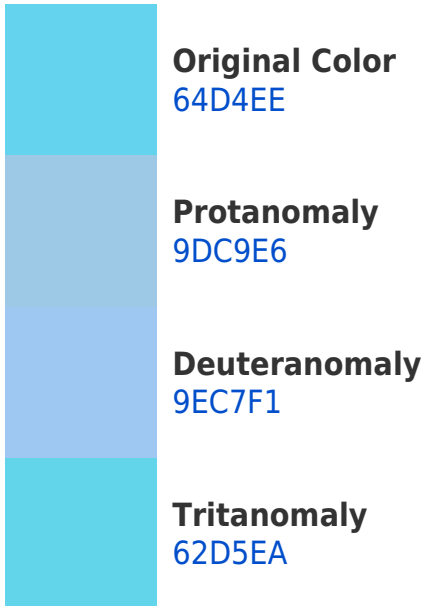 Original Color
64D4EE
Protanomaly
9DC9E6
Deuteranomaly
9EC7F1
Tritanomaly
62D5EA